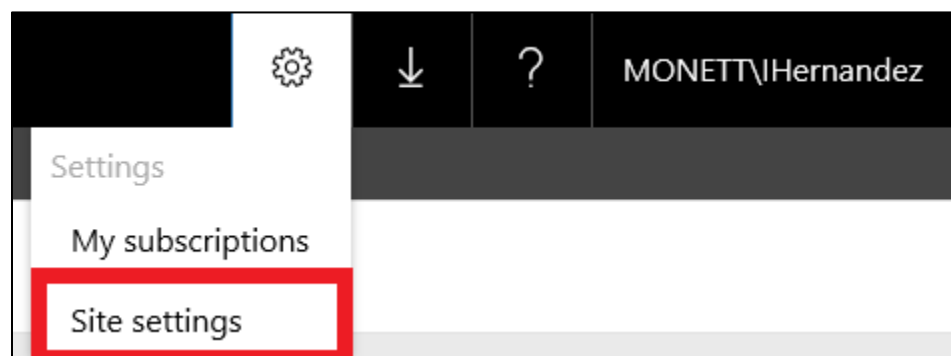 ? MONETT\IHernandez
Settings
My subscriptions
Site settings